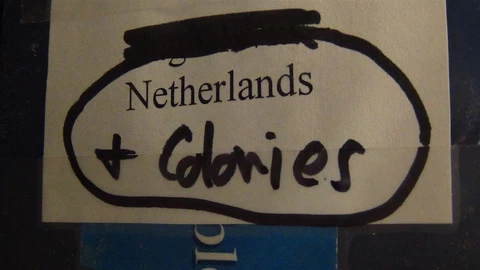 Netherlands
+ Colonies